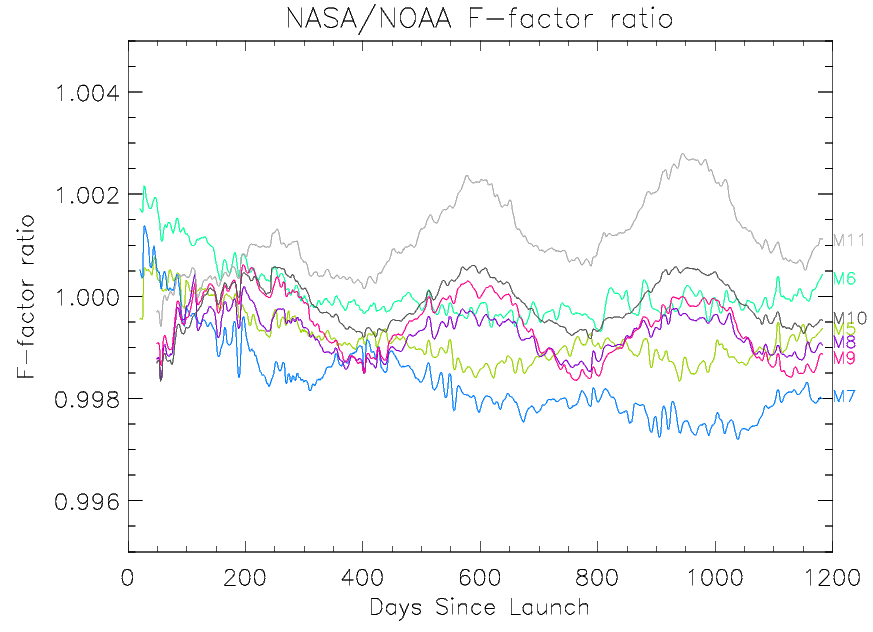 NASA/NOAA F-factor ratio
F-factor ratio
1.004
1.002
1.000
0.998
0.996
M11
M6
M10
M5
M8
M9
M7
0 200 400 600 800 1000 1200
Days Since Launch